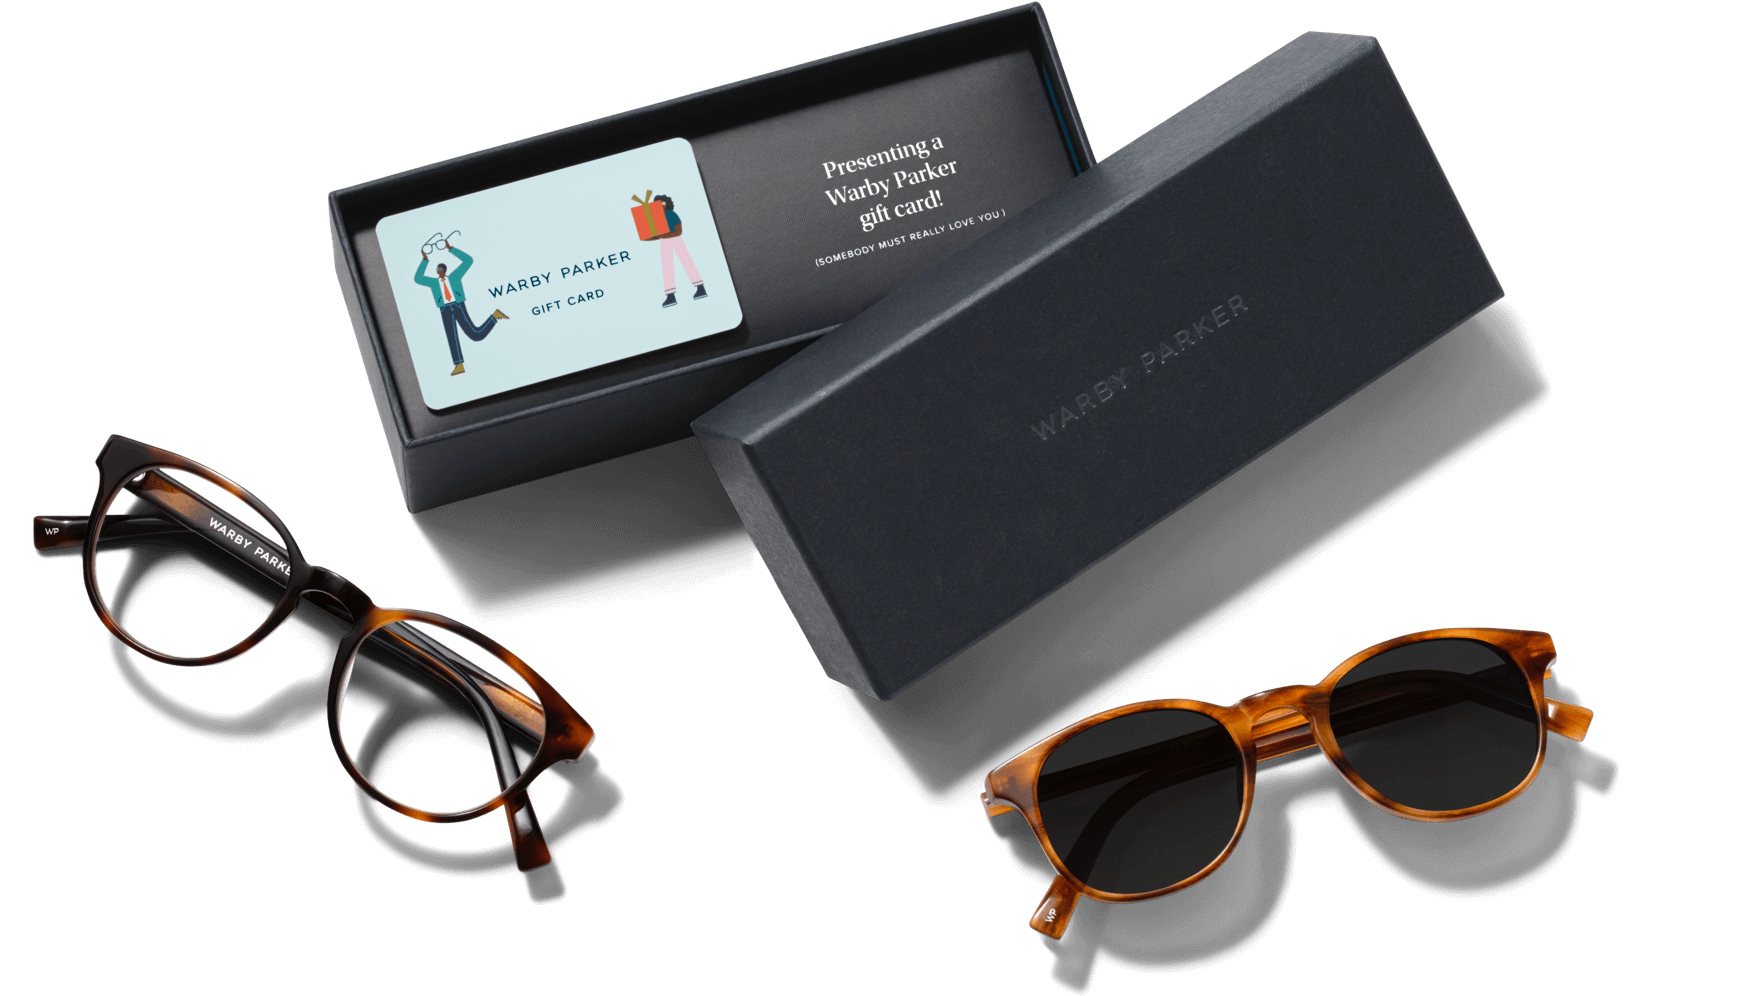 WARBY PARKER
GIFT CARD
Presenting a
Warby Parker
gift card!
(SOMEBODY MUST REALLY LOVE YOU)
WARBY PARKER
WP
WARBY PARKE
WP